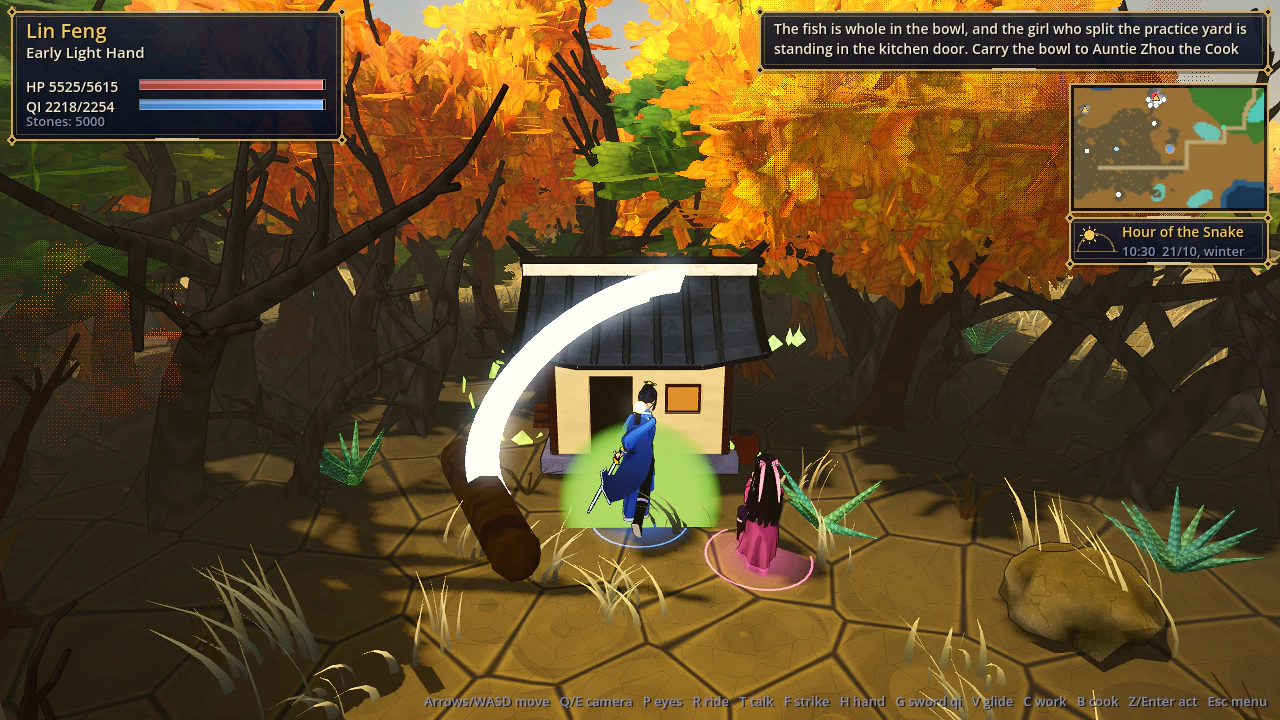 Lin Feng
Early Light Hand
HP 5525/5615
QI 2218/2254
Stones: 5000
The fish is whole in the bowl, and the girl who split the practice yard is
standing in the kitchen door. Carry the bowl to Auntie Zhou the Cook
Hour of the Snake
10:30 21/10, winter
Arrows/WASD move Q/E camera P eyes R ride T talk F strike H hand G sword qi V glide C work B cook Z/Enter act Esc menu